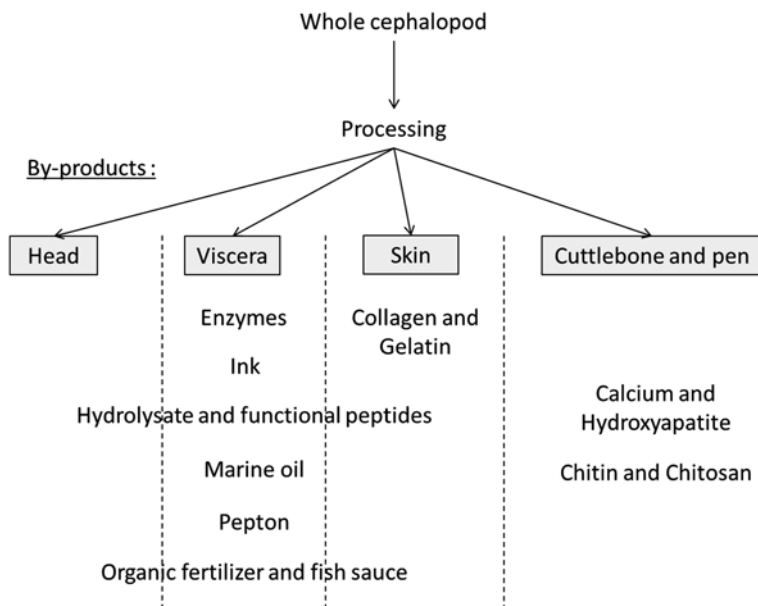 Whole cephalopod
Processing
By-products :
Head
Viscera
Skin
Cuttlebone and pen
Enzymes
Ink
Collagen and
Gelatin
Hydrolysate and functional peptides
Marine oil
Pepton
Organic fertilizer and fish sauce
Calcium and
Hydroxyapatite
Chitin and Chitosan